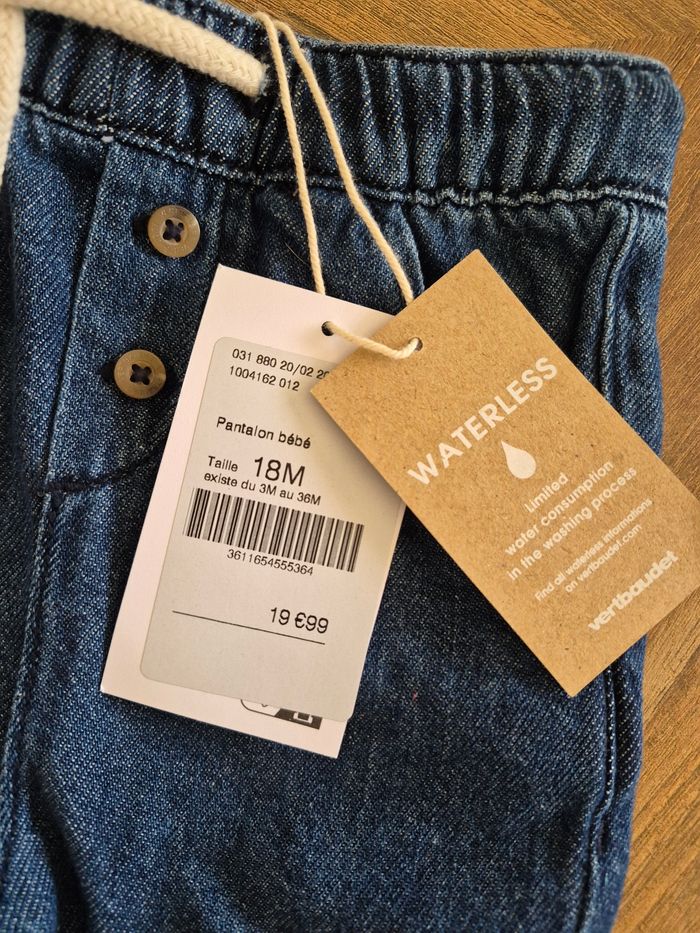 031 880 20/02 20
1004162 012
Pantalon bébé
Taille 18M
existe du 3M au 36M
3611654555364
19 €99
WATERLESS
Limited
water consumption
in the washing process
Find all waterless informations
on vertbaudet.com
vertbaudet